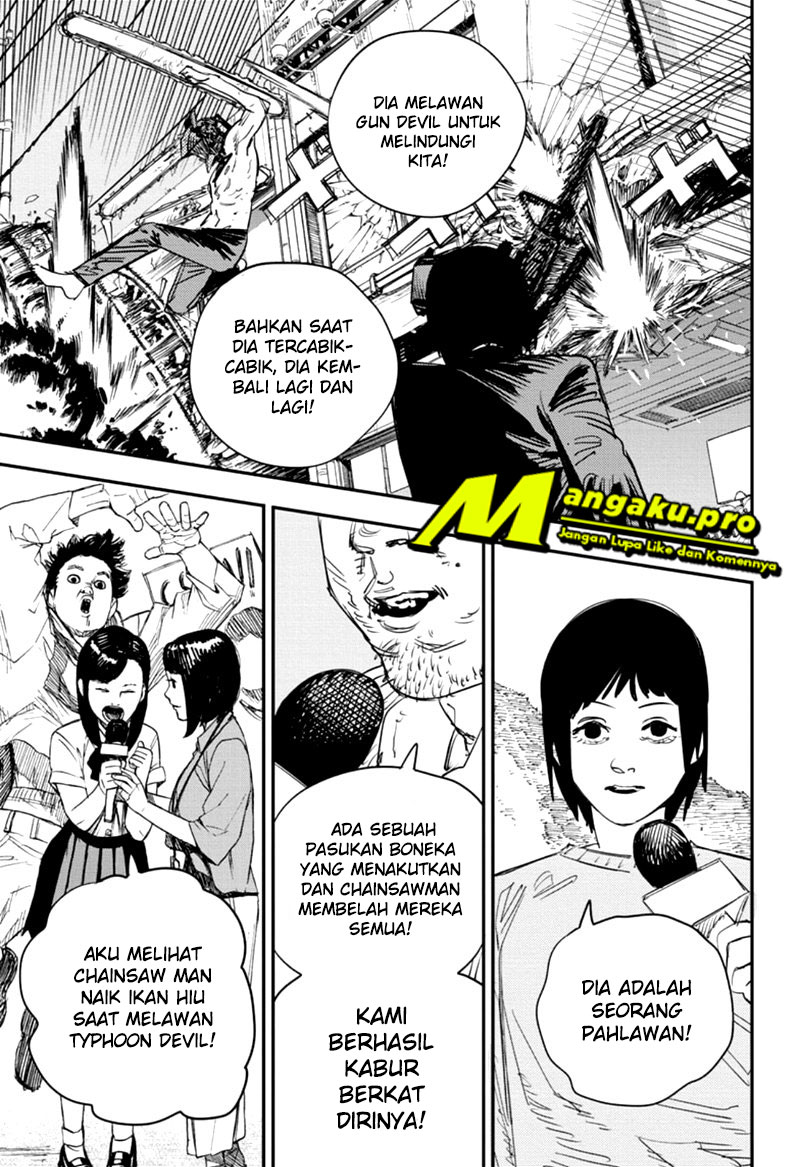 DIA MELAWAN
GUN DEVIL UNTUK
MELINDUNGI
KITA!
BAHKAN SAAT
DIA TERCABIK-
CABIK, DIA KEM-
BALI LAGI DAN
LAGI!
Mangaku.pro
Jangan Lupa Like dan Komennya
DIA ADALAH
SEORANG
PAHLAWAN!
ADA SEBUAH
PASUKAN BONEKA
YANG MENAKUTKAN
DAN CHAINSAWMAN
MEMBELAH MEREKA
SEMUA!
KAMI
BERHASIL
KABUR
BERKAT
DIRINYA!
AKU MELIHAT
CHAINSAW MAN
NAIK IKAN HIU
SAAT MELAWAN
TYPHOON DEVIL!